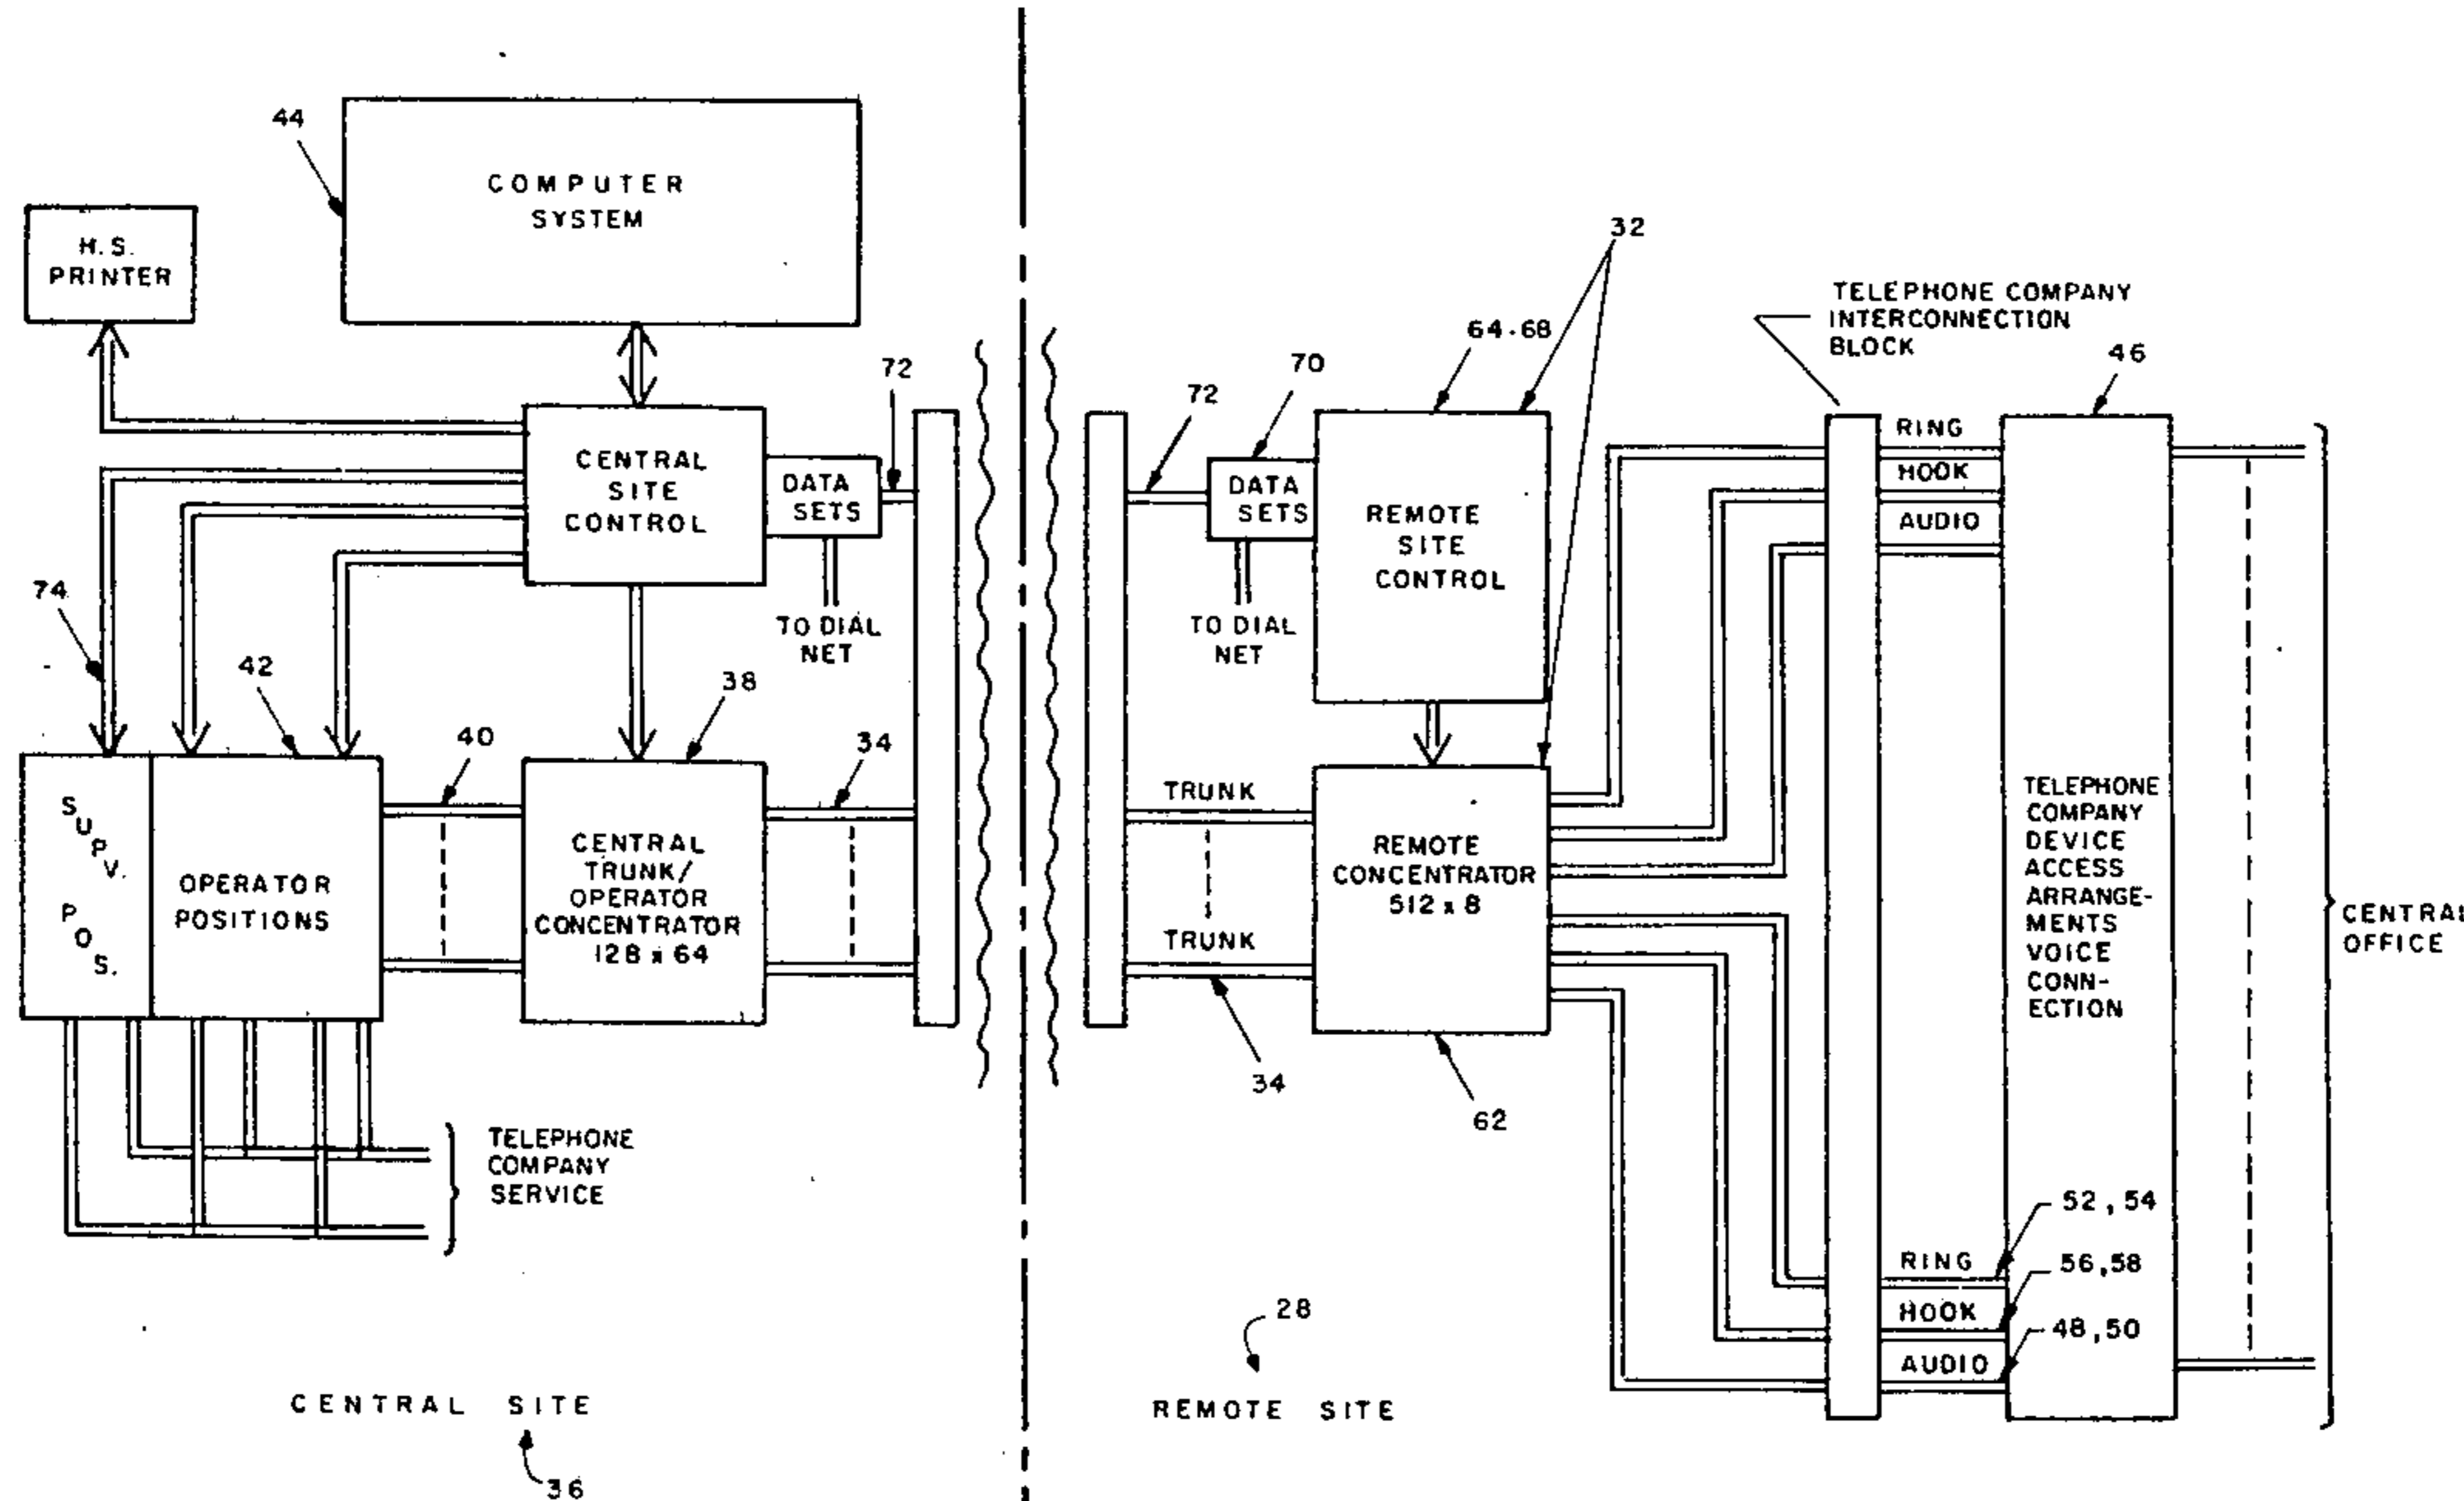 44
COMPUTER
SYSTEM
H.S.
PRINTER
72
CENTRAL
SITE
CONTROL
DATA
SETS
TO DIAL
NET
74
42
38
40
34
SUPV.
POS.
OPERATOR
POSITIONS
CENTRAL
TRUNK/
OPERATOR
CONCENTRATOR
128 x 64
TELEPHONE
COMPANY
SERVICE
CENTRAL SITE
36
32
64-68
70
72
DATA
SETS
TO DIAL
NET
REMOTE
SITE
CONTROL
TRUNK
TRUNK
34
REMOTE
CONCENTRATOR
512 x 8
62
28
REMOTE SITE
TELEPHONE COMPANY
INTERCONNECTION
BLOCK
46
RING
HOOK
AUDIO
TELEPHONE
COMPANY
DEVICE
ACCESS
ARRANGE-
MENTS
VOICE
CONN-
ECTION
CENTRAL
OFFICE
52,54
RING
56,58
HOOK
48,50
AUDIO